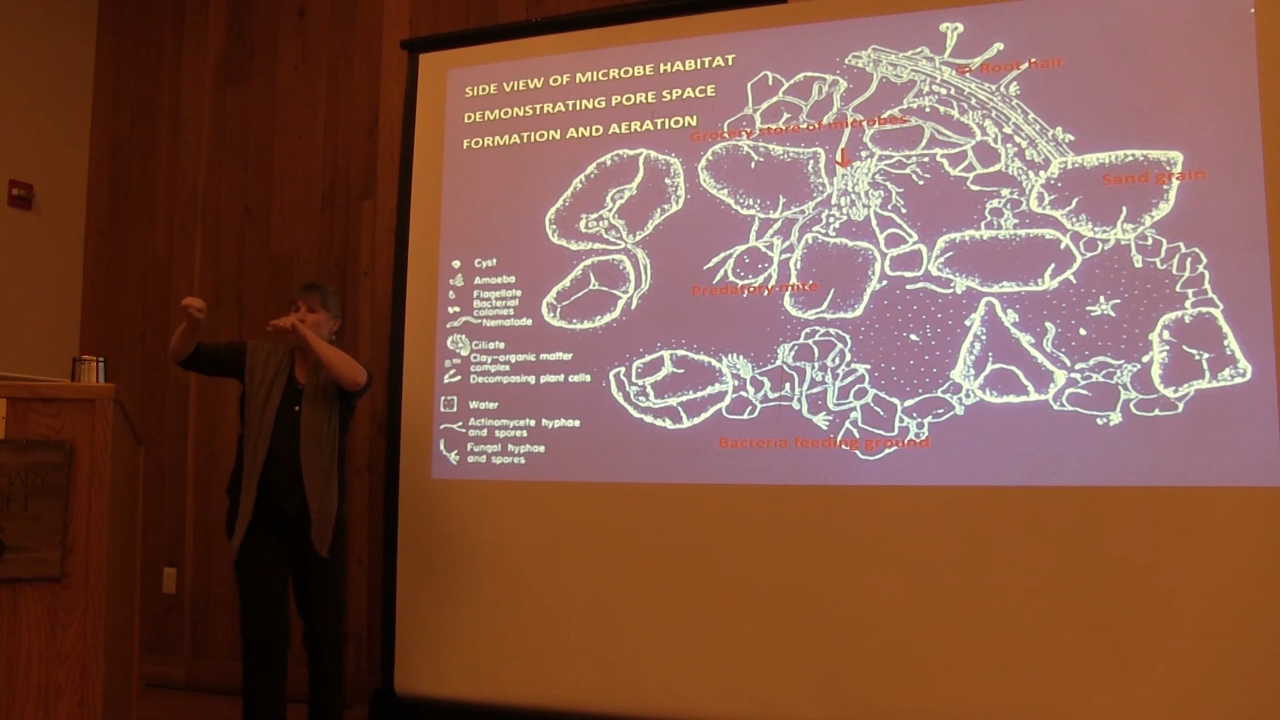 SIDE VIEW OF MICROBE HABITAT
DEMONSTRATING PORE SPACE
FORMATION AND AERATION
Root hair
Grocery store of microbes
Sand grain
Predatory mite
Bacteria feeding ground
Cyst
Amoeba
Flagellate
Bacterial
colonies
Nematode
Ciliate
Clay-organic matter
complex
Decomposing plant cells
Water
Actinomycete hyphae
and spores
Fungal hyphae
and spores